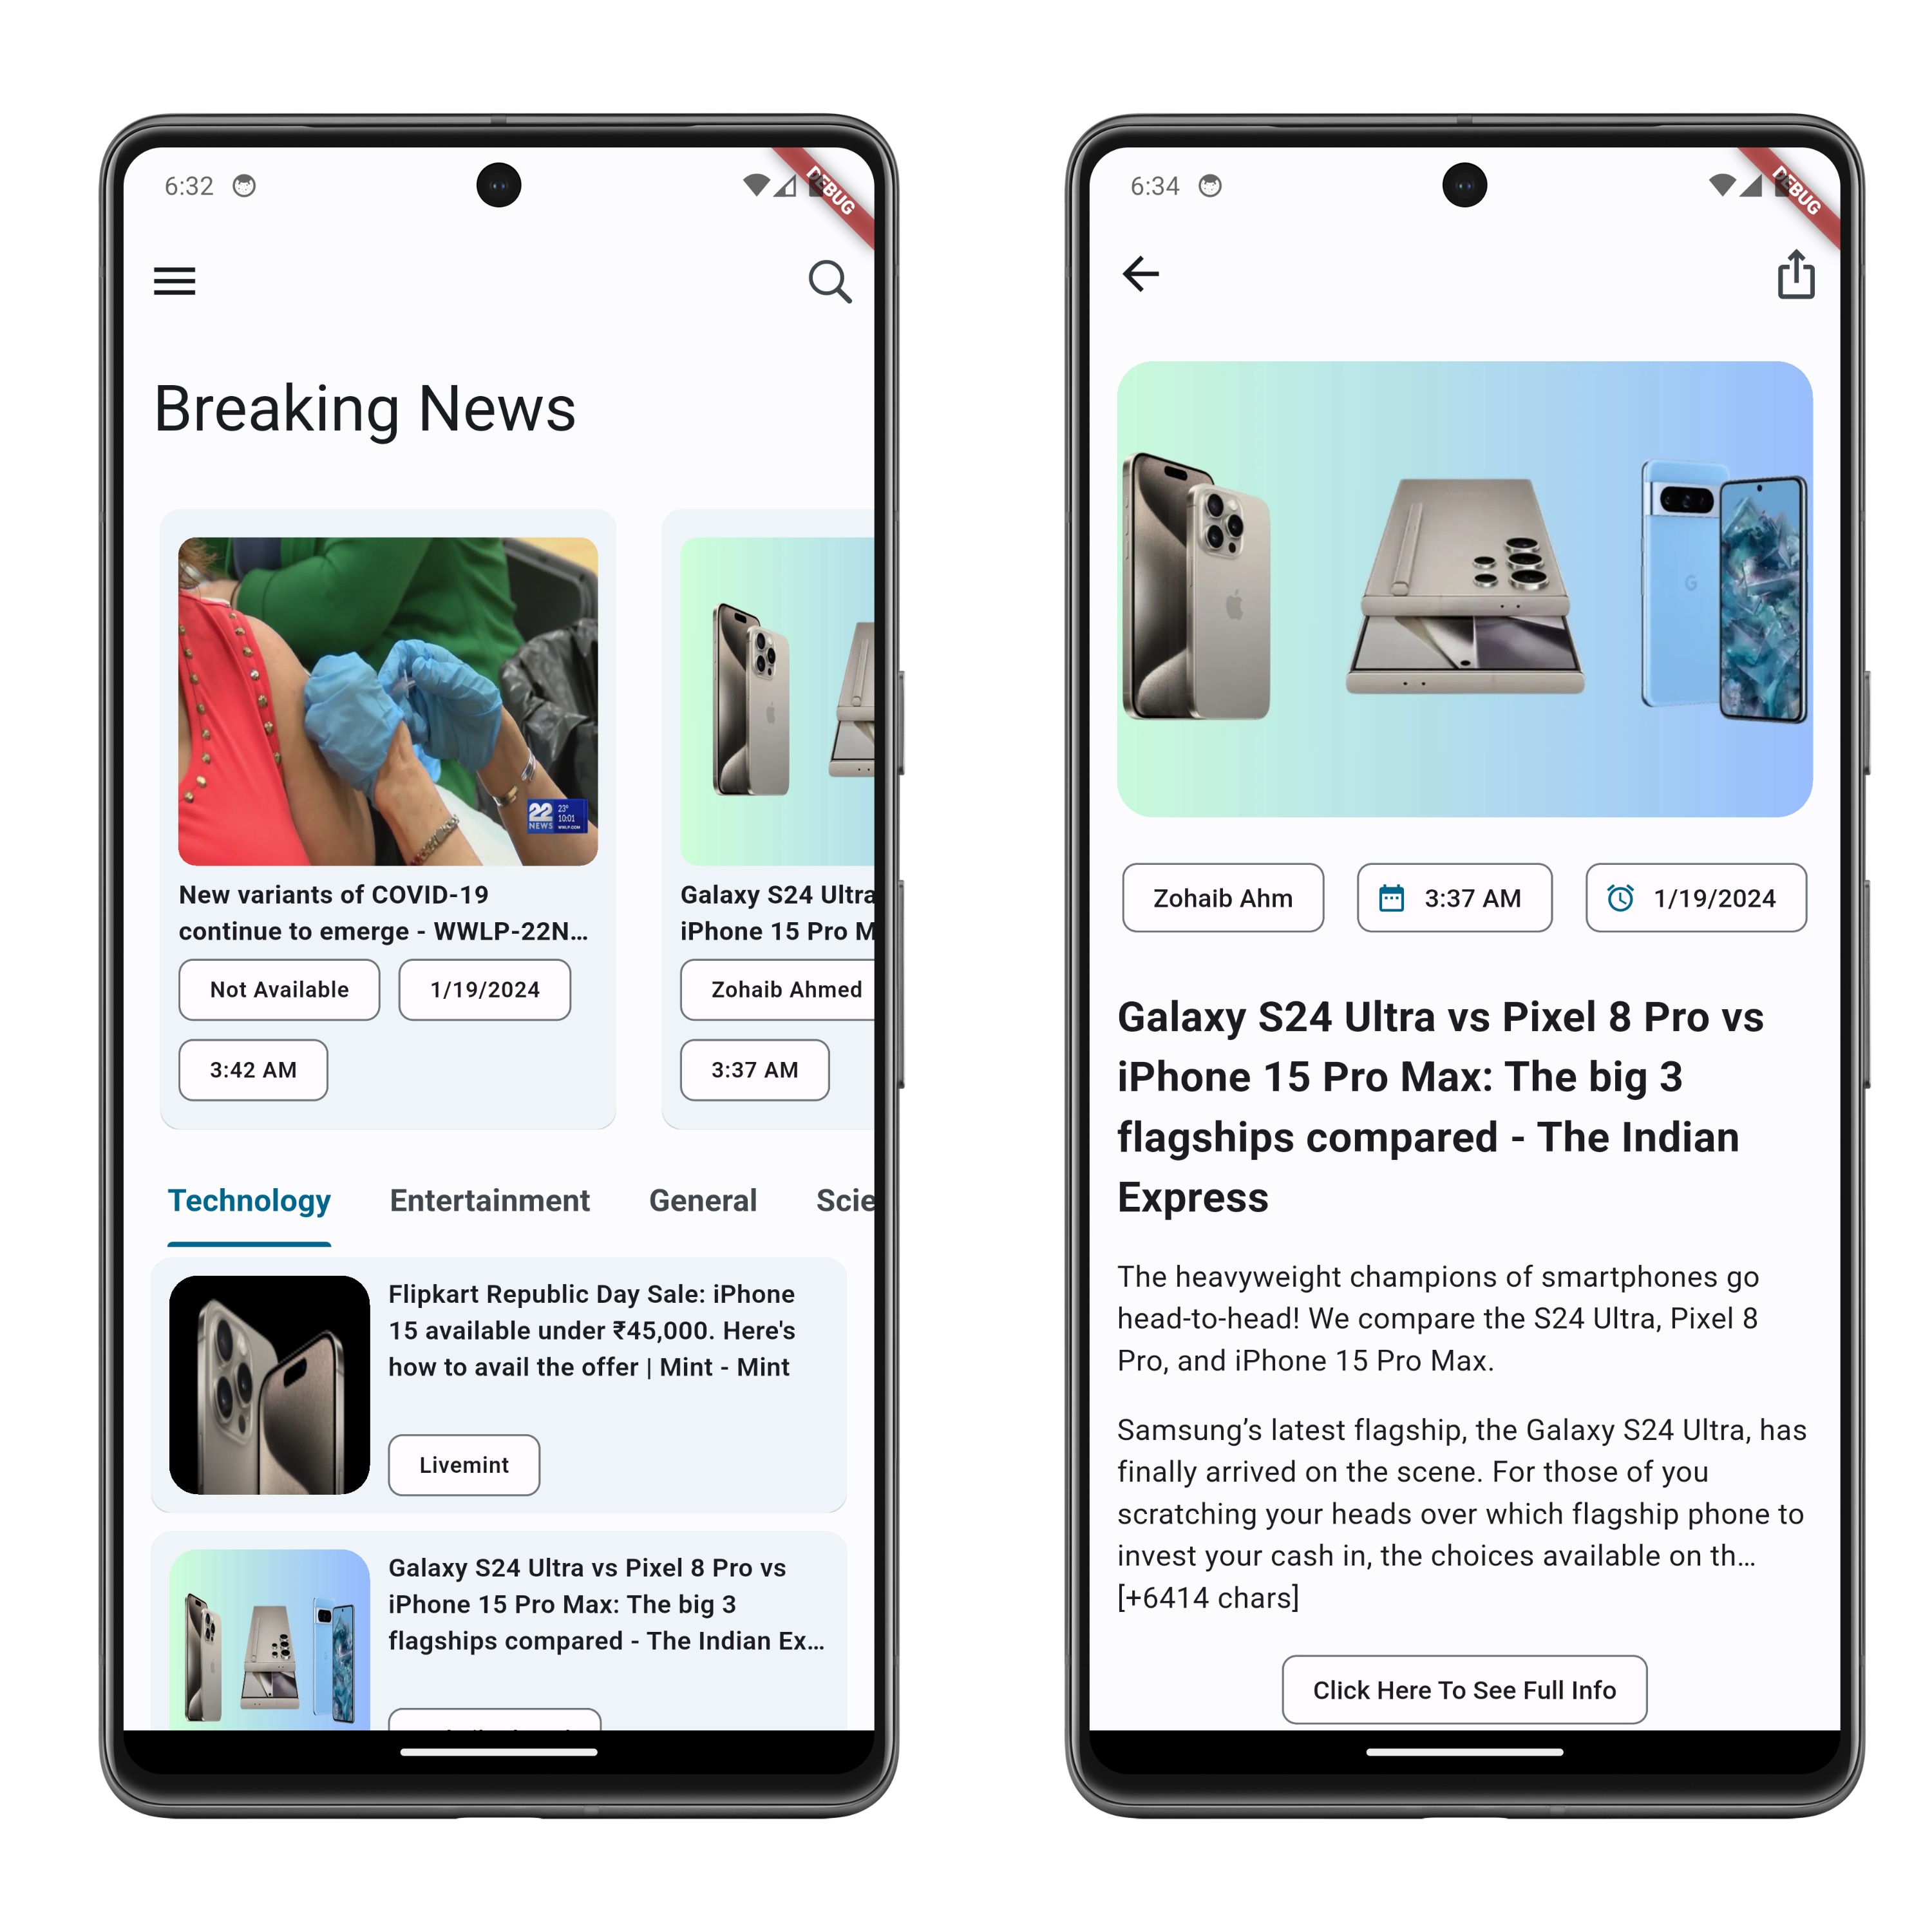 6:32
DEBUG
Breaking News
22
NEWS
23°
10:01
WWLP.COM
New variants of COVID-19
continue to emerge - WWLP-22N...
Not Available
1/19/2024
3:42 AM
Galaxy S24 Ultra
iPhone 15 Pro M
Zohaib Ahmed
3:37 AM
Technology
Entertainment
General
Scie
Flipkart Republic Day Sale: iPhone
15 available under ₹45,000. Here's
how to avail the offer | Mint - Mint
Livemint
Galaxy S24 Ultra vs Pixel 8 Pro vs
iPhone 15 Pro Max: The big 3
flagships compared - The Indian Ex...
6:34
DEBUG
Zohaib Ahm
3:37 AM
1/19/2024
Galaxy S24 Ultra vs Pixel 8 Pro vs
iPhone 15 Pro Max: The big 3
flagships compared - The Indian
Express
The heavyweight champions of smartphones go
head-to-head! We compare the S24 Ultra, Pixel 8
Pro, and iPhone 15 Pro Max.
Samsung’s latest flagship, the Galaxy S24 Ultra, has
finally arrived on the scene. For those of you
scratching your heads over which flagship phone to
invest your cash in, the choices available on th…
[+6414 chars]
Click Here To See Full Info